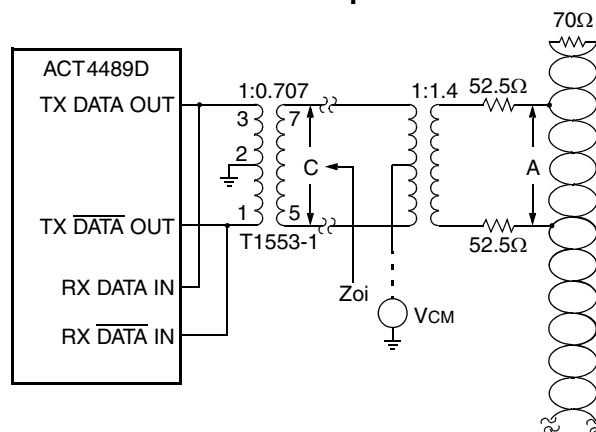 70Ω
ACT4489D
TX DATA OUT
1:0.707
1:1.4
52.5Ω
3
7
2
C
A
1
5
TX DATA OUT
T1553-1
52.5Ω
RX DATA IN
Zoi
VCM
RX DATA IN